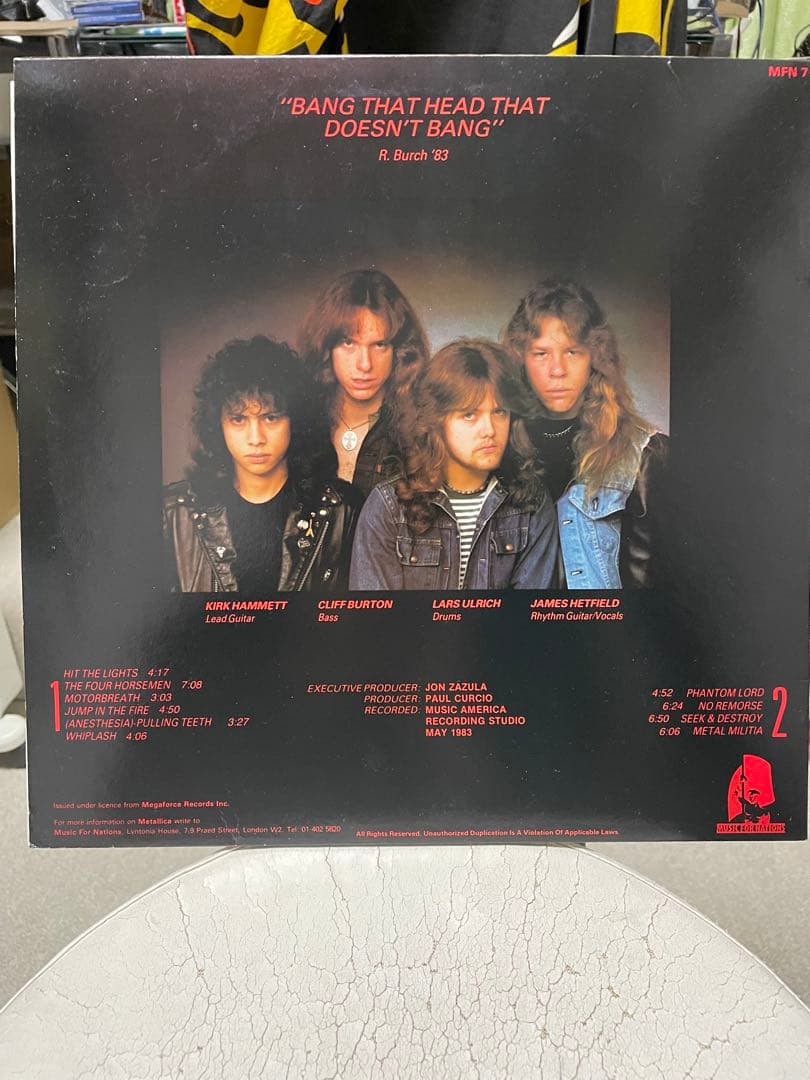 MFN 7
"BANG THAT HEAD THAT
DOESN'T BANG"
R. Burch '83
KIRK HAMMETT
Lead Guitar
CLIFF BURTON
Bass
LARS ULRICH
Drums
JAMES HETFIELD
Rhythm Guitar/Vocals
1
HIT THE LIGHTS 4:17
THE FOUR HORSEMEN 7:08
MOTORBREATH 3:03
JUMP IN THE FIRE 4:50
(ANESTHESIA)-PULLING TEETH 3:27
WHIPLASH 4:06
EXECUTIVE PRODUCER: JON ZAZULA
PRODUCER: PAUL CURCIO
RECORDED: MUSIC AMERICA
RECORDING STUDIO
MAY 1983
2
4:52 PHANTOM LORD
6:24 NO REMORSE
6:50 SEEK & DESTROY
6:06 METAL MILITIA
Issued under licence from Megaforce Records Inc.
For more information on Metallica write to
Music For Nations, Lyntonia House, 7/9 Praed Street, London W2. Tel. 01 402 5820
All Rights Reserved. Unauthorized Duplication Is A Violation Of Applicable Laws.
MUSIC FOR NATIONS